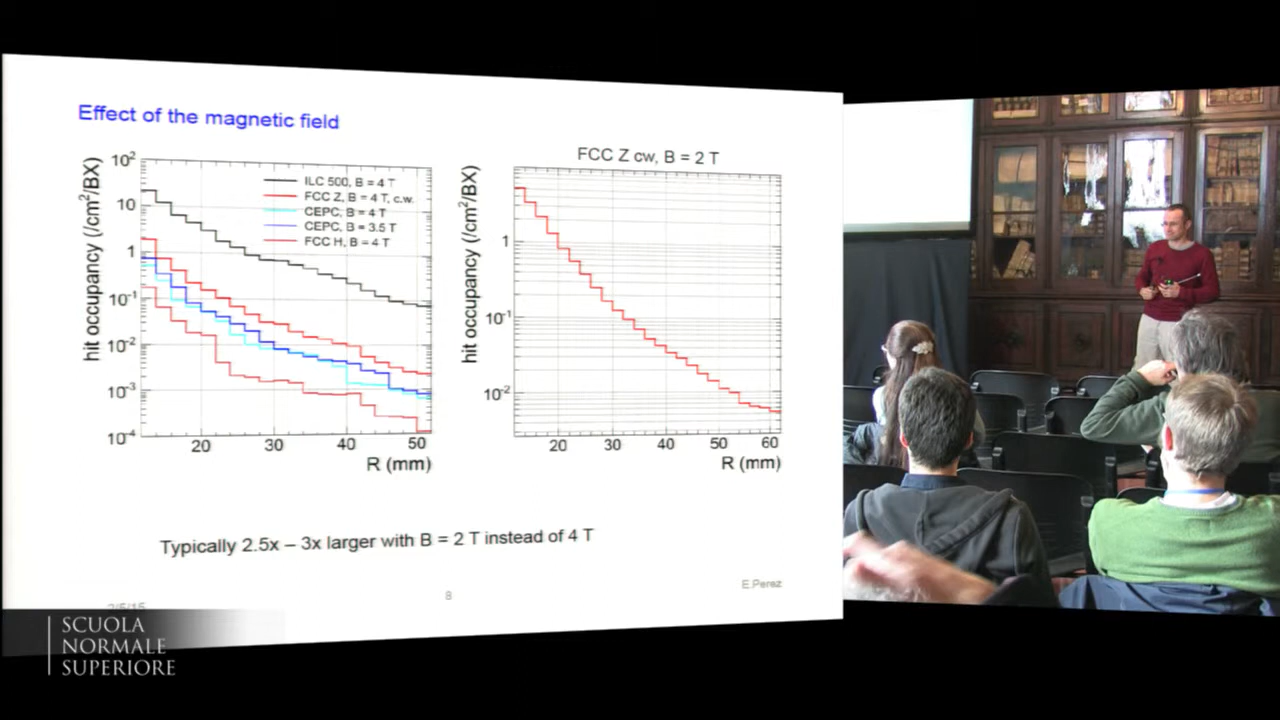 Effect of the magnetic field
hit occupancy (/cm²/BX)
10²
10
1
10⁻¹
10⁻²
10⁻³
10⁻⁴
ILC 500, B = 4 T
FCC Z, B = 4 T, c.w.
CEPC, B = 4 T
CEPC, B = 3.5 T
FCC H, B = 4 T
20 30 40 50
R (mm)
FCC Z cw, B = 2 T
hit occupancy (/cm²/BX)
1
10⁻¹
10⁻²
20 30 40 50 60
R (mm)
Typically 2.5x – 3x larger with B = 2 T instead of 4 T
E.Perez
8
SCUOLA
NORMALE
SUPERIORE